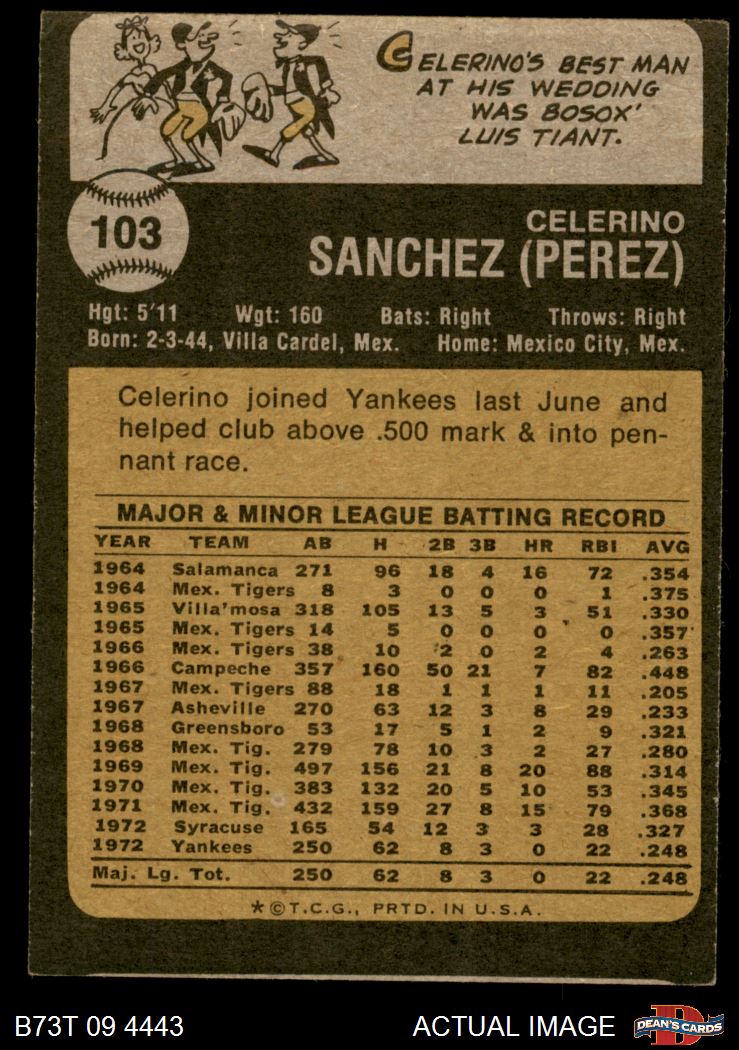 CELERINO'S BEST MAN
AT HIS WEDDING
WAS BOSOX'
LUIS TIANT.
103
CELERINO
SANCHEZ (PEREZ)
Hgt: 5'11 Wgt: 160 Bats: Right Throws: Right
Born: 2-3-44, Villa Cardel, Mex. Home: Mexico City, Mex.
Celerino joined Yankees last June and
helped club above .500 mark & into pen-
nant race.
MAJOR & MINOR LEAGUE BATTING RECORD
YEAR TEAM AB H 2B 3B HR RBI AVG
1964 Salamanca 271 96 18 4 16 72 .354
1964 Mex. Tigers 8 3 0 0 0 1 .375
1965 Villa'mosa 318 105 13 5 3 51 .330
1965 Mex. Tigers 14 5 0 0 0 0 .357
1966 Mex. Tigers 38 10 2 0 2 4 .263
1966 Campeche 357 160 50 21 7 82 .448
1967 Mex. Tigers 88 18 1 1 1 11 .205
1967 Asheville 270 63 12 3 8 29 .233
1968 Greensboro 53 17 5 1 2 9 .321
1968 Mex. Tig. 279 78 10 3 2 27 .280
1969 Mex. Tig. 497 156 21 8 20 88 .314
1970 Mex. Tig. 383 132 20 5 10 53 .345
1971 Mex. Tig. 432 159 27 8 15 79 .368
1972 Syracuse 165 54 12 3 3 28 .327
1972 Yankees 250 62 8 3 0 22 .248
Maj. Lg. Tot. 250 62 8 3 0 22 .248
*©T.C.G., PRTD. IN U.S.A.
B73T 09 4443 ACTUAL IMAGE
D
DEAN'S CARDS